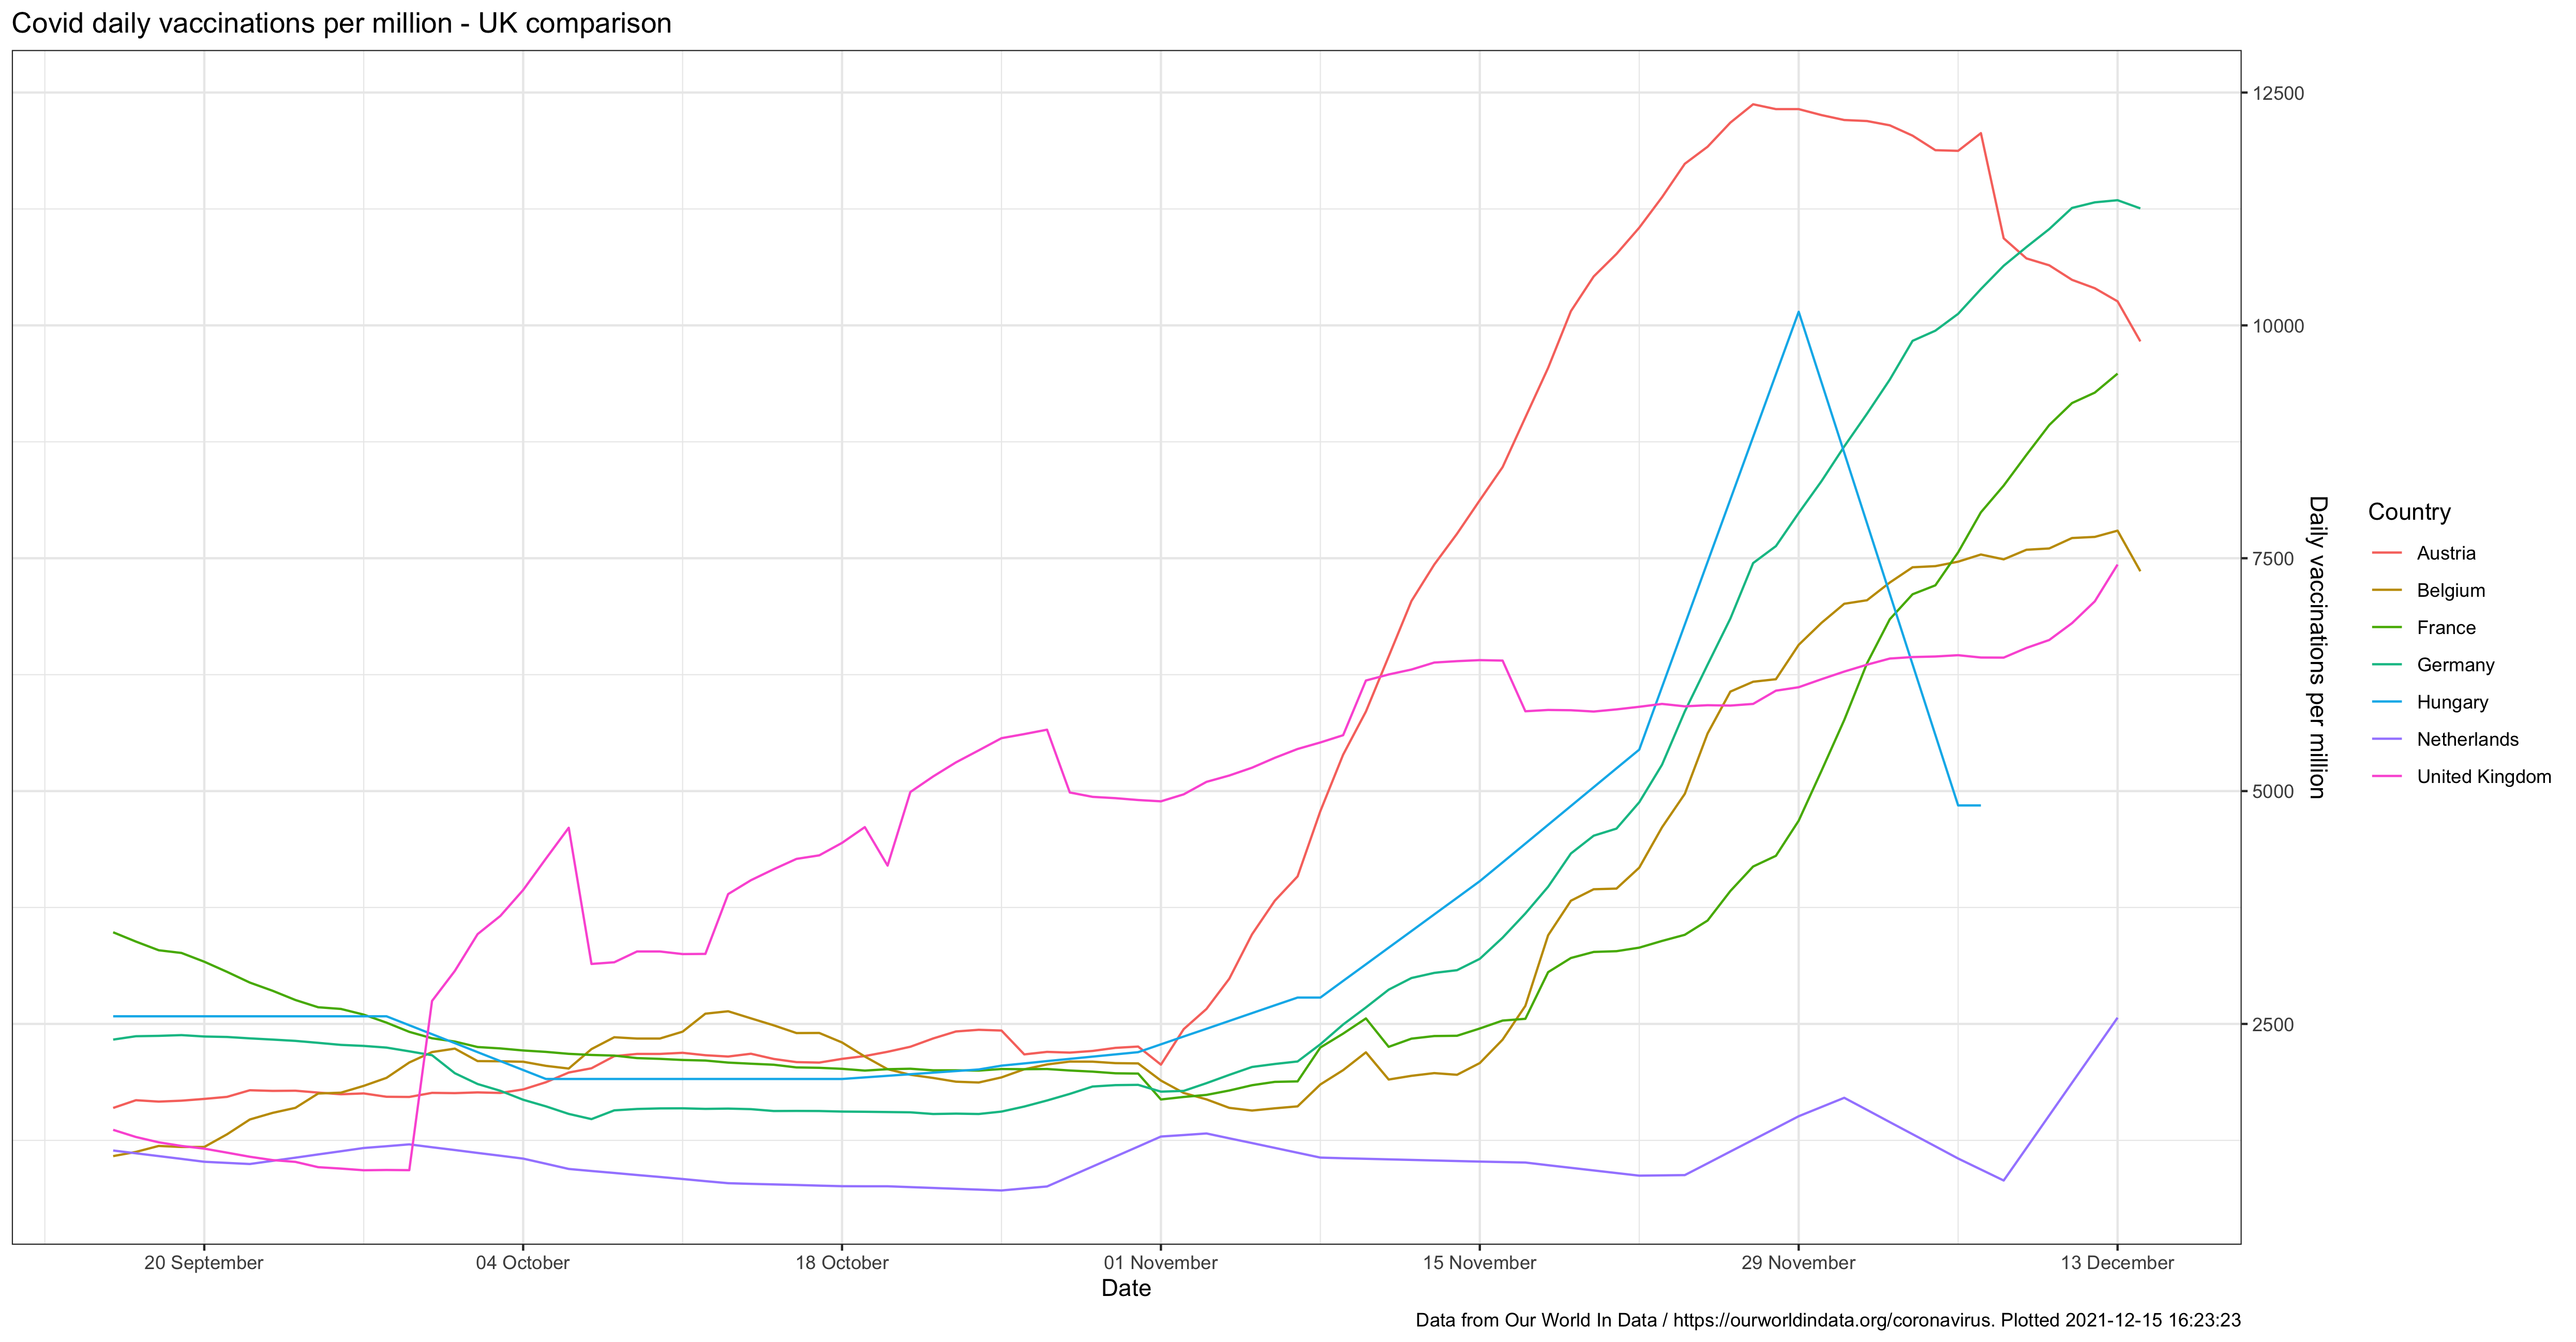 Covid daily vaccinations per million - UK comparison
12500
10000
7500
5000
2500
Daily vaccinations per million
20 September
04 October
18 October
01 November
15 November
29 November
13 December
Date
Country
Austria
Belgium
France
Germany
Hungary
Netherlands
United Kingdom
Data from Our World In Data / https://ourworldindata.org/coronavirus. Plotted 2021-12-15 16:23:23